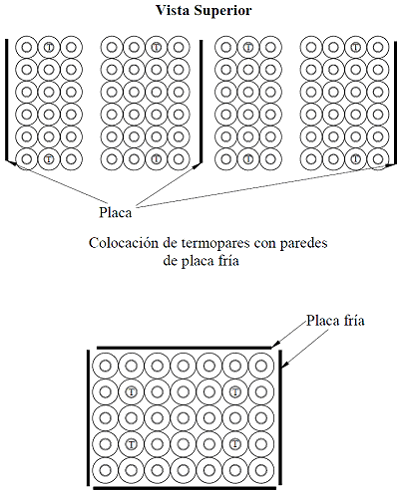 Vista Superior
T T T T
T T T T
Placa
Colocación de termopares con paredes
de placa fría
Placa fría
T T
T T